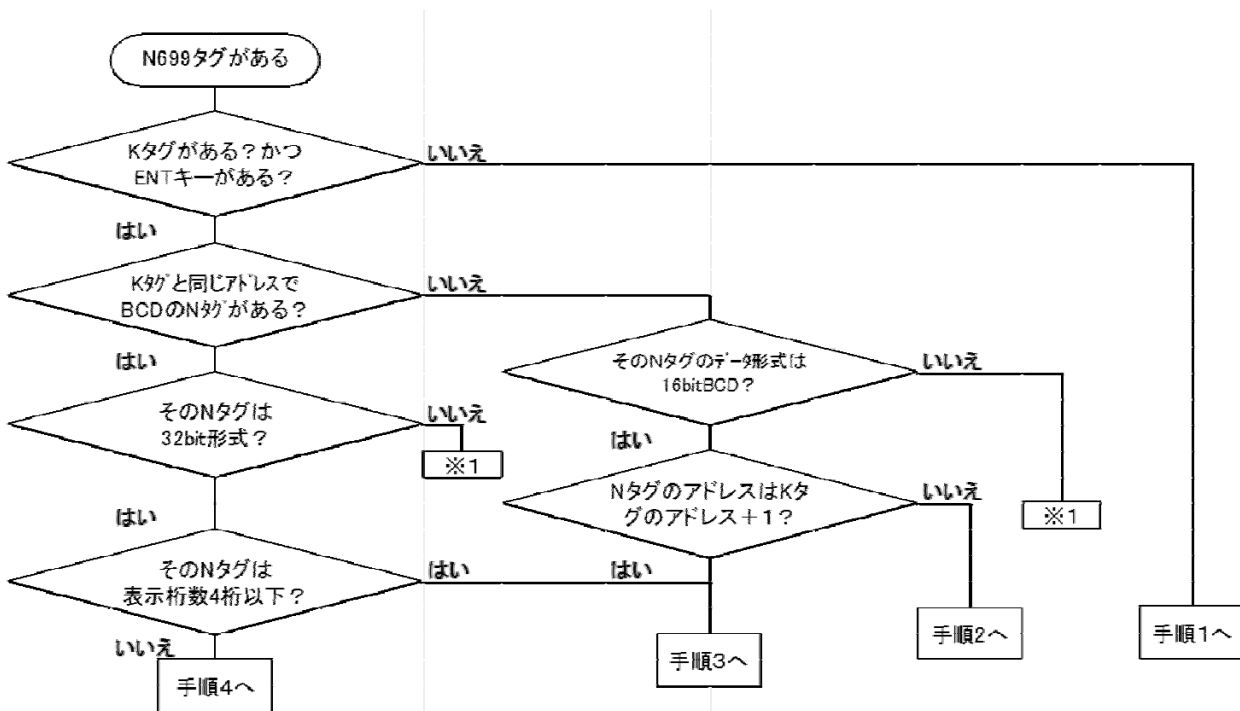 N699タグがある
Kタグがある？かつ
ENTキーがある？
いいえ
はい
Kﾀｸﾞと同じｱﾄﾞﾚｽで
BCDのNﾀｸﾞがある？
いいえ
はい
そのNタグのﾃﾞｰﾀ形式は
16bitBCD？
いいえ
はい
そのNタグは
32bit形式？
いいえ
※1
はい
NタグのアドレスはKタ
グのアドレス＋1？
いいえ
※1
はい
そのNタグは
表示桁数4桁以下？
はい
いいえ
手順4へ
手順3へ
手順2へ
手順1へ